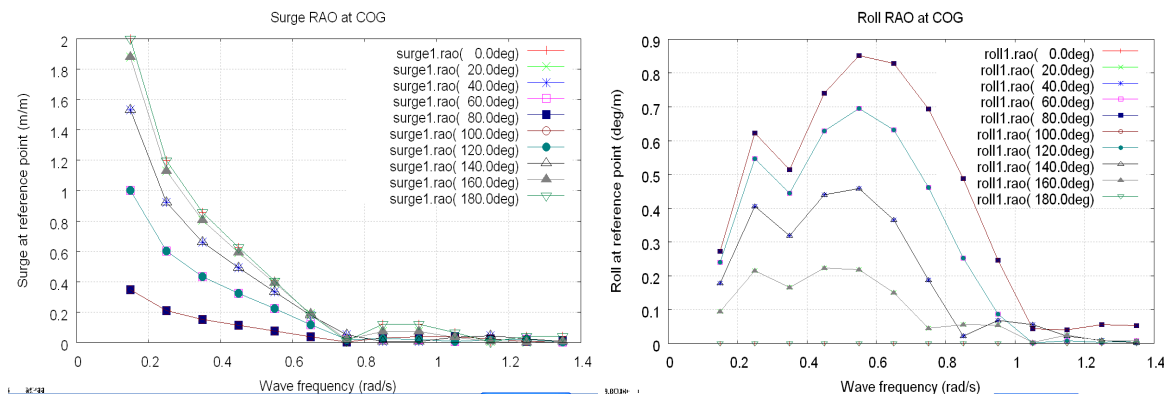 Surge RAO at COG
Surge at reference point (m/m)
2
1.8
1.6
1.4
1.2
1
0.8
0.6
0.4
0.2
0
surge1.rao( 0.0deg)
surge1.rao( 20.0deg)
surge1.rao( 40.0deg)
surge1.rao( 60.0deg)
surge1.rao( 80.0deg)
surge1.rao( 100.0deg)
surge1.rao( 120.0deg)
surge1.rao( 140.0deg)
surge1.rao( 160.0deg)
surge1.rao( 180.0deg)
0 0.2 0.4 0.6 0.8 1 1.2 1.4
Wave frequency (rad/s)
Roll RAO at COG
Roll at reference point (deg/m)
0.9
0.8
0.7
0.6
0.5
0.4
0.3
0.2
0.1
0
roll1.rao( 0.0deg)
roll1.rao( 20.0deg)
roll1.rao( 40.0deg)
roll1.rao( 60.0deg)
roll1.rao( 80.0deg)
roll1.rao( 100.0deg)
roll1.rao( 120.0deg)
roll1.rao( 140.0deg)
roll1.rao( 160.0deg)
roll1.rao( 180.0deg)
0 0.2 0.4 0.6 0.8 1 1.2 1.4
Wave frequency (rad/s)